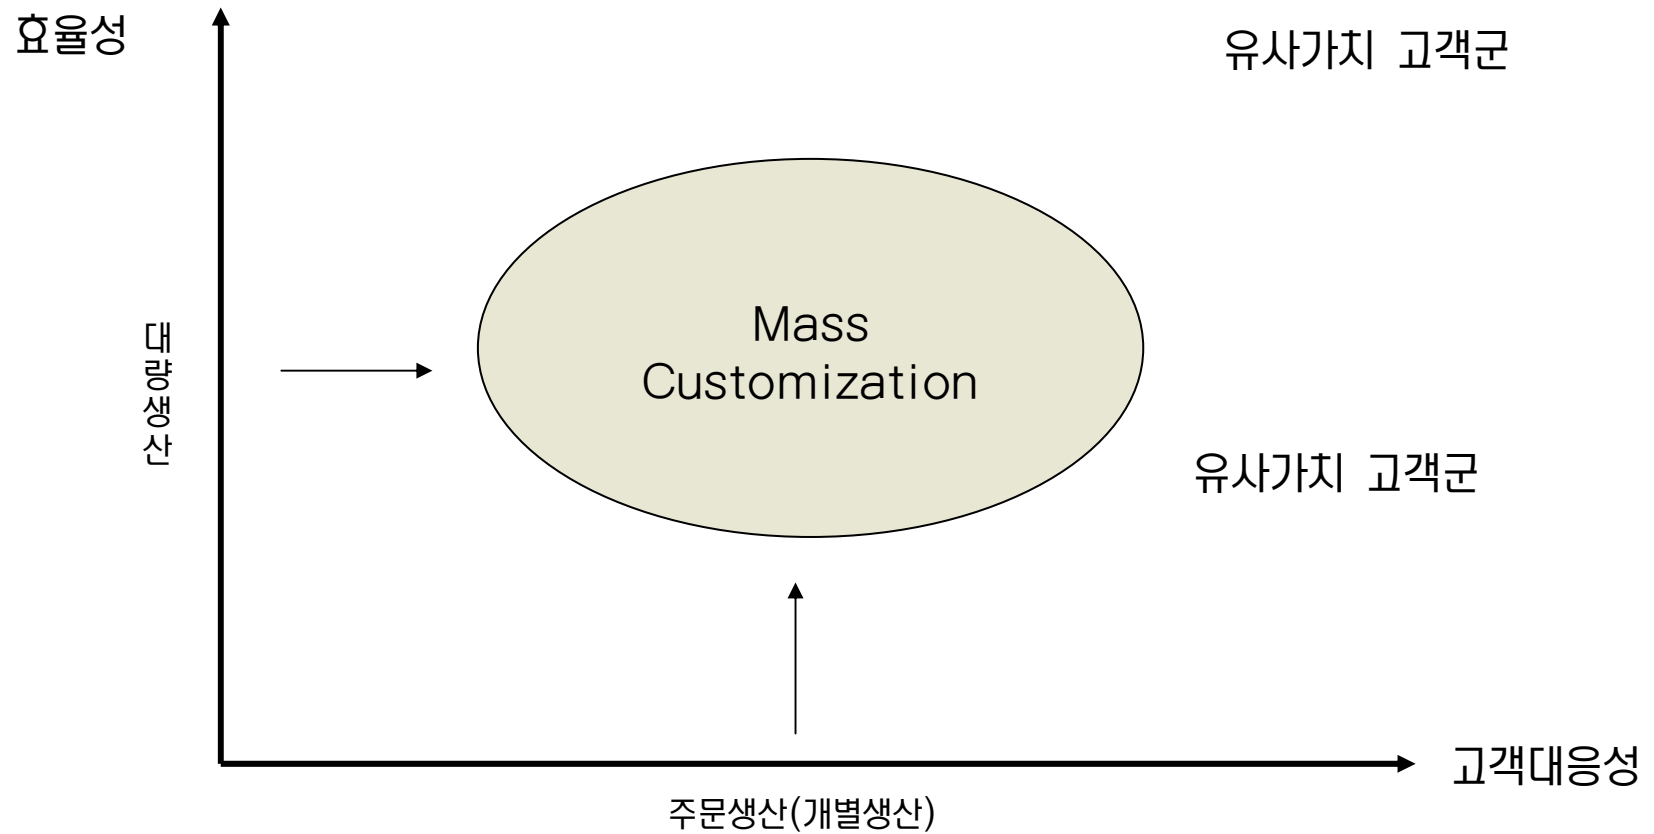 효율성
유사가치 고객군
Mass
Customization
대
량
생
산
유사가치 고객군
고객대응성
주문생산(개별생산)